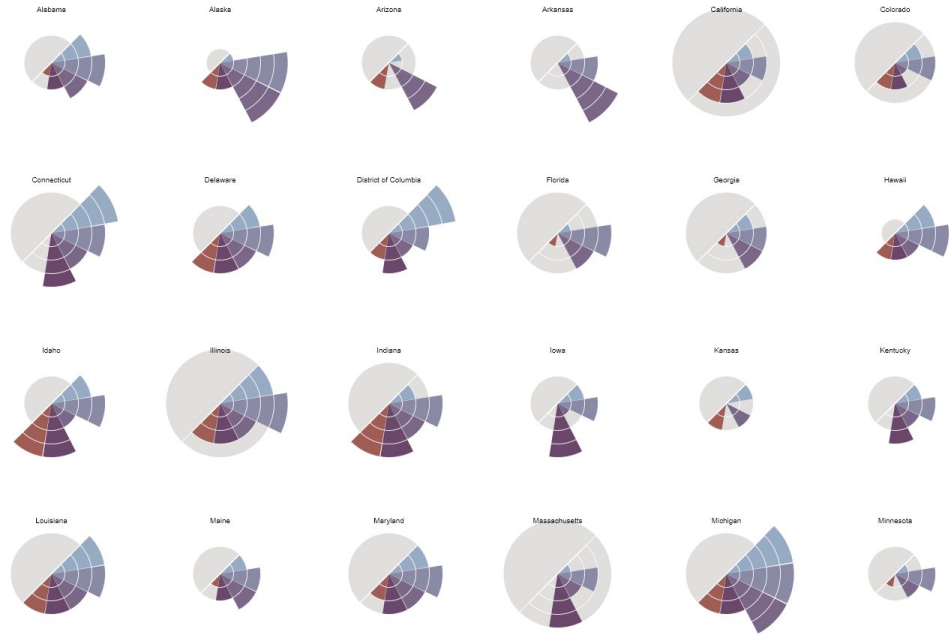 Alabama
Alaska
Arizona
Arkansas
California
Colorado
Connecticut
Delaware
District of Columbia
Florida
Georgia
Hawaii
Idaho
Illinois
Indiana
Iowa
Kansas
Kentucky
Louisiana
Maine
Maryland
Massachusetts
Michigan
Minnesota